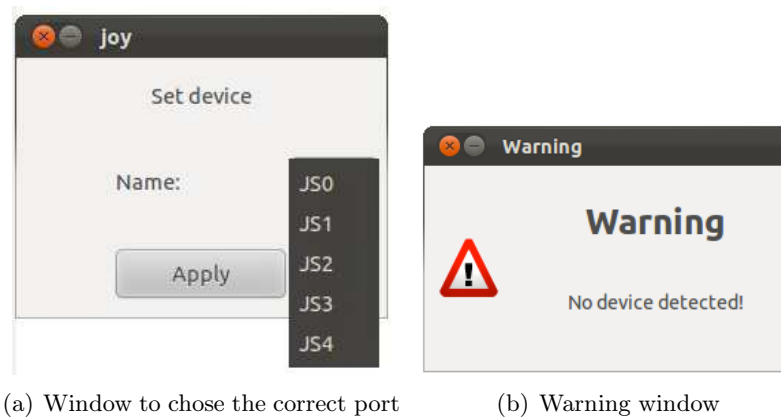 joy
Set device
Name:
JS0
JS1
JS2
JS3
JS4
Apply
Warning
Warning
No device detected!
(a) Window to chose the correct port
(b) Warning window